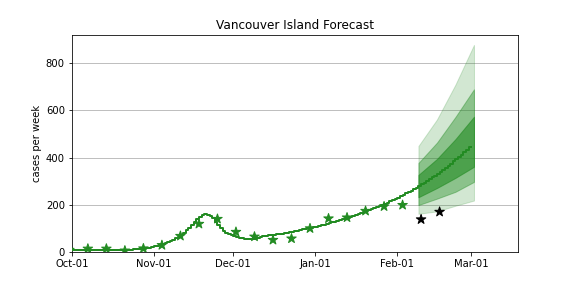 Vancouver Island Forecast
cases per week
800
600
400
200
0
Oct-01
Nov-01
Dec-01
Jan-01
Feb-01
Mar-01